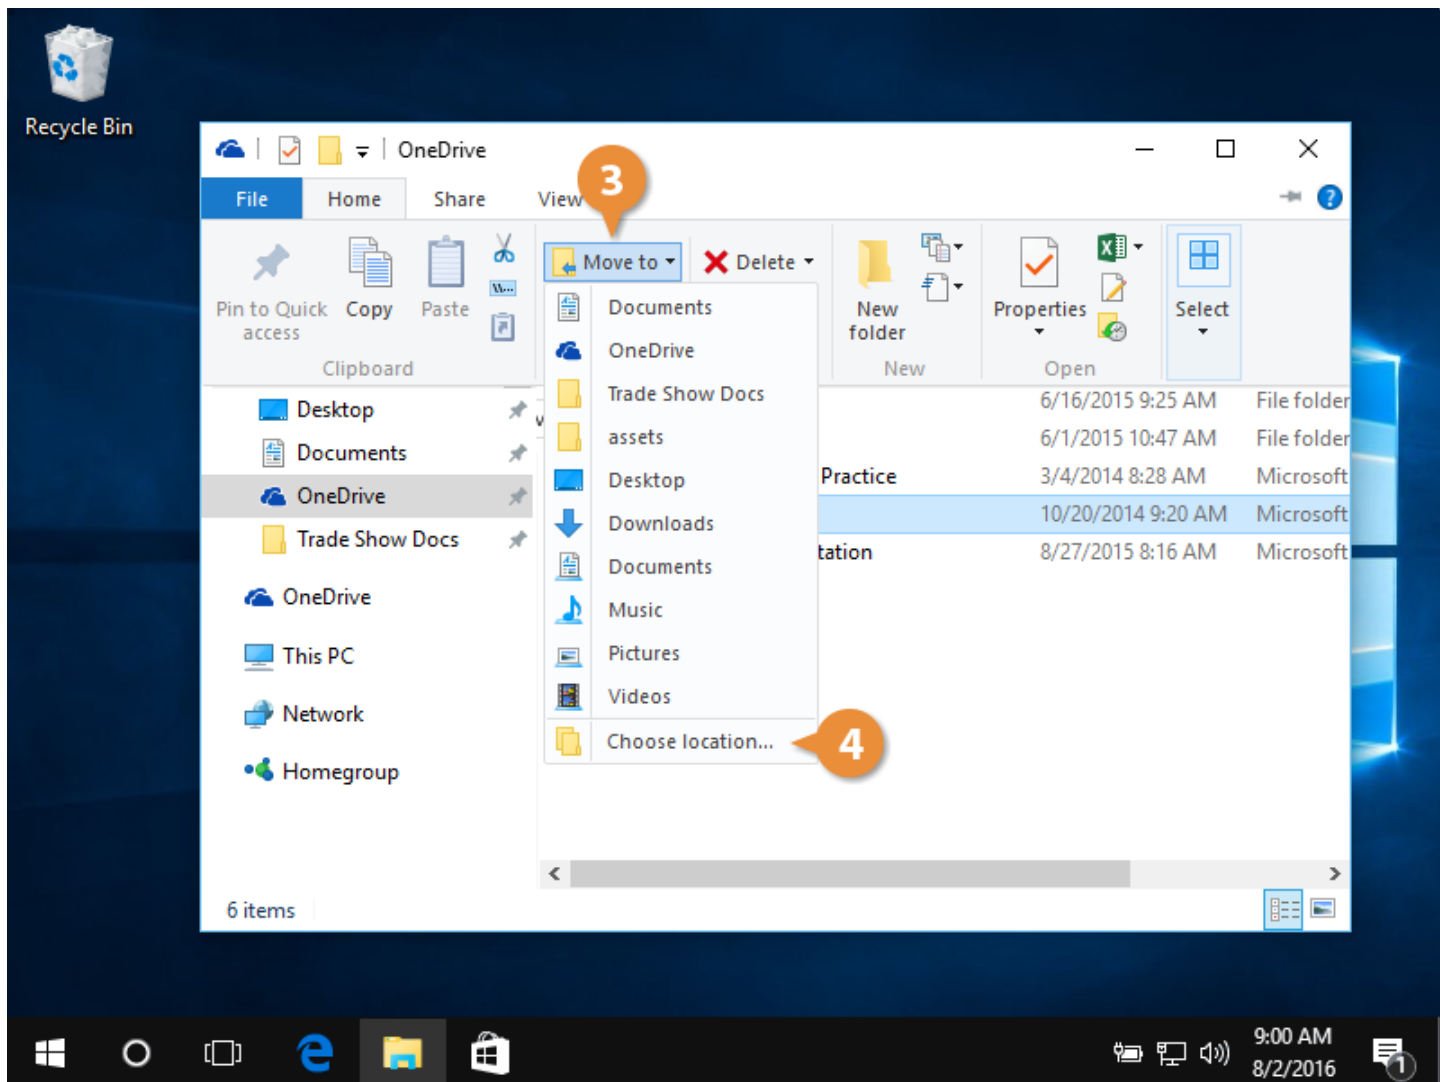 Recycle Bin
OneDrive
3
File
Home
Share
View
Move to
Delete
Pin to Quick
access
Copy
Paste
New
folder
Properties
Select
Clipboard
New
Open
Documents
OneDrive
Trade Show Docs
assets
Desktop
Downloads
Documents
Music
Pictures
Videos
Choose location...
4
Desktop
Documents
OneDrive
Trade Show Docs
OneDrive
This PC
Network
Homegroup
6/16/2015 9:25 AM File folder
6/1/2015 10:47 AM File folder
Practice 3/4/2014 8:28 AM Microsoft
10/20/2014 9:20 AM Microsoft
tation 8/27/2015 8:16 AM Microsoft
6 items
9:00 AM
8/2/2016
1